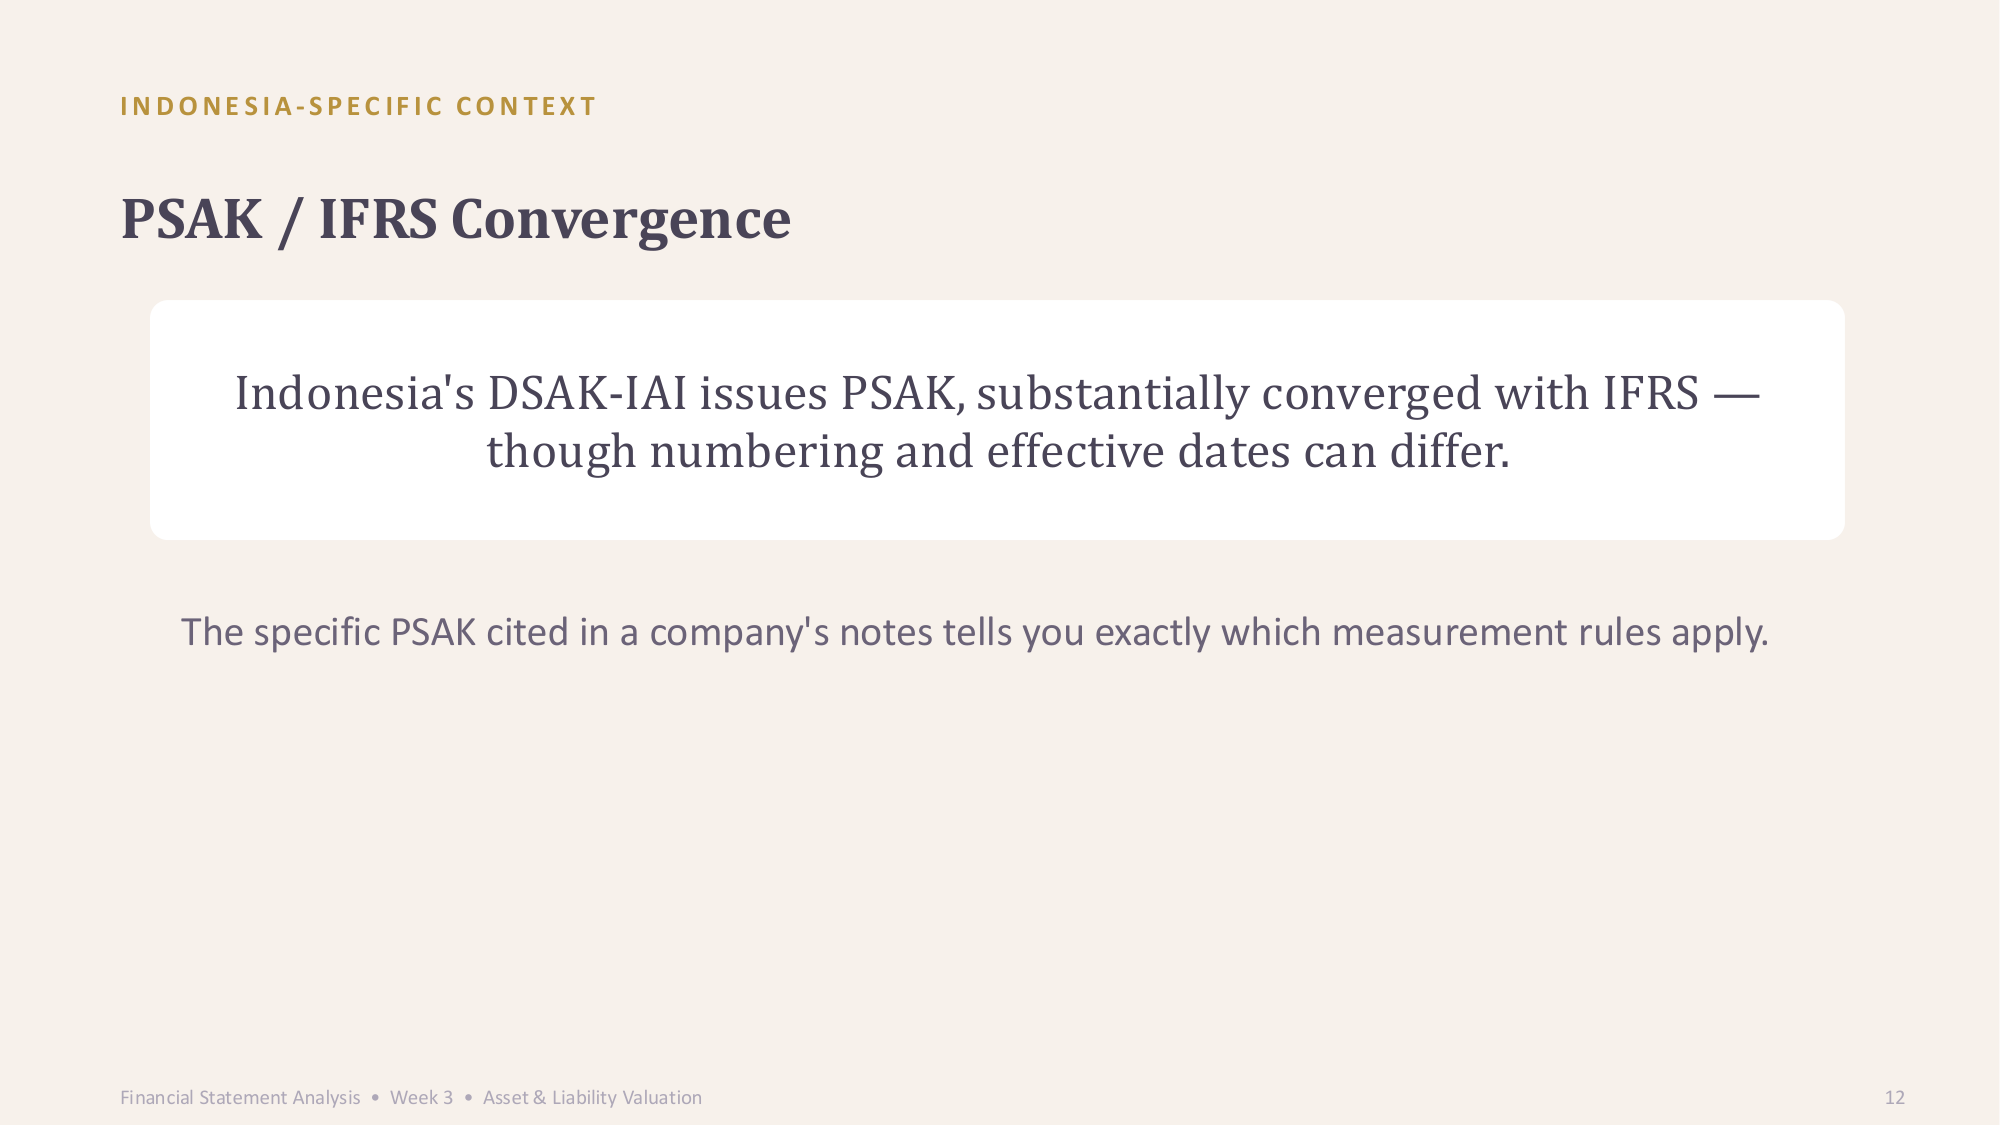 INDONESIA-SPECIFIC CONTEXT
PSAK / IFRS Convergence
Indonesia's DSAK-IAI issues PSAK, substantially converged with IFRS —
though numbering and effective dates can differ.
The specific PSAK cited in a company's notes tells you exactly which measurement rules apply.
Financial Statement Analysis • Week 3 • Asset & Liability Valuation
12